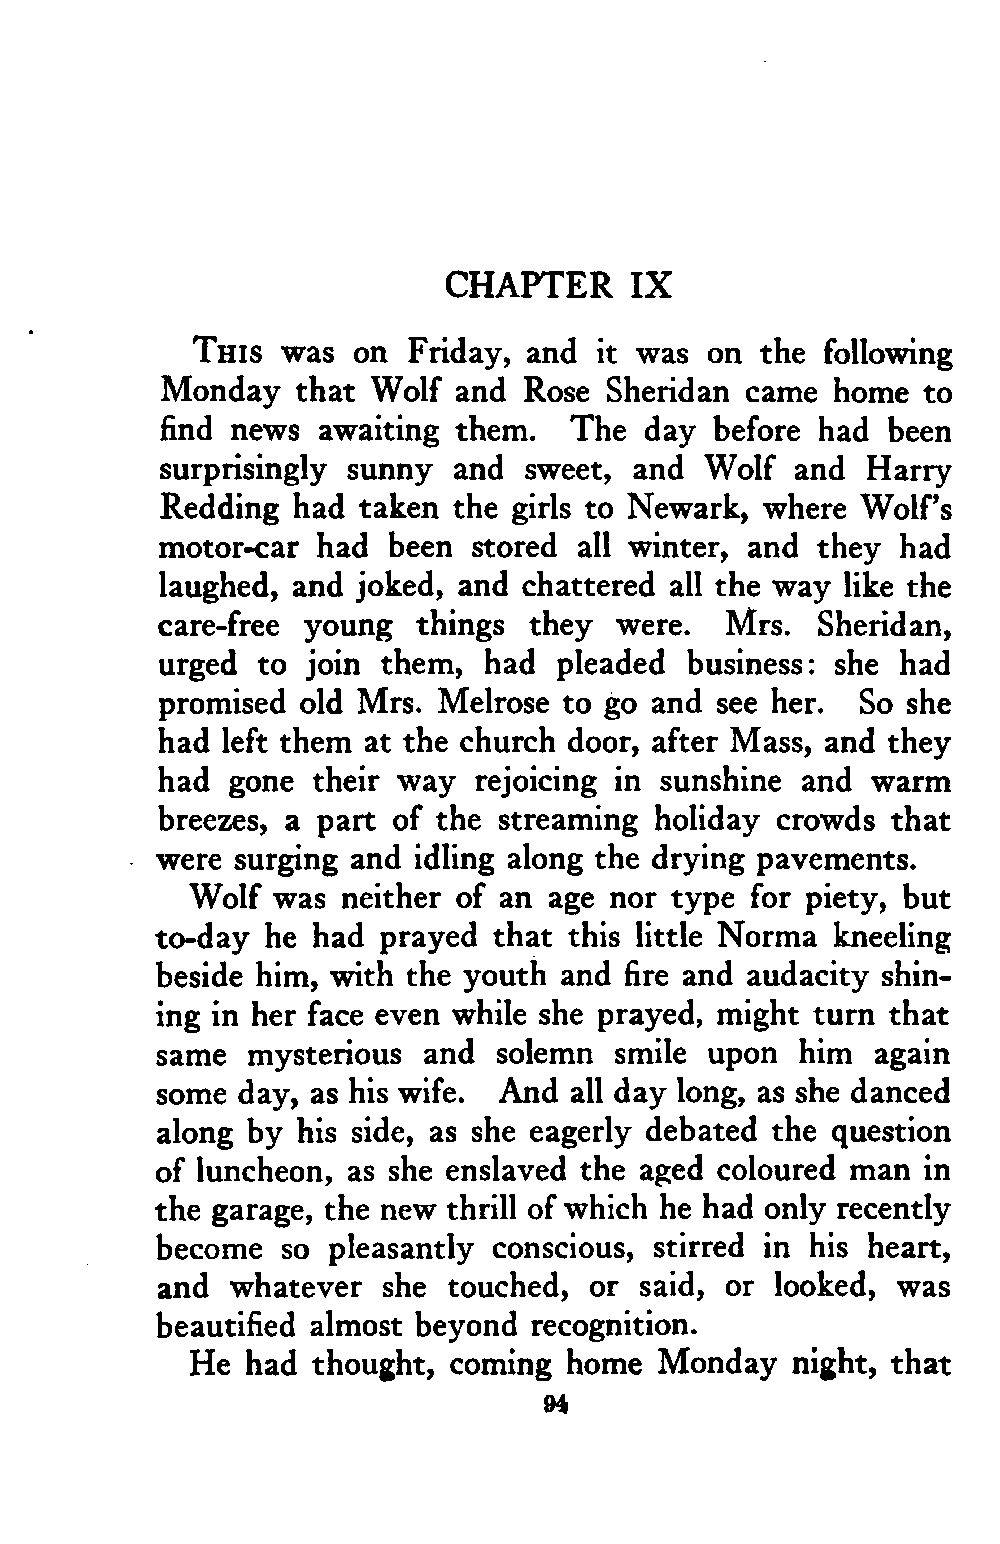 CHAPTER IX
This was on Friday, and it was on the following
Monday that Wolf and Rose Sheridan came home to
find news awaiting them. The day before had been
surprisingly sunny and sweet, and Wolf and Harry
Redding had taken the girls to Newark, where Wolf's
motor-car had been stored all winter, and they had
laughed, and joked, and chattered all the way like the
care-free young things they were. Mrs. Sheridan,
urged to join them, had pleaded business: she had
promised old Mrs. Melrose to go and see her. So she
had left them at the church door, after Mass, and they
had gone their way rejoicing in sunshine and warm
breezes, a part of the streaming holiday crowds that
were surging and idling along the drying pavements.
Wolf was neither of an age nor type for piety, but
to-day he had prayed that this little Norma kneeling
beside him, with the youth and fire and audacity shin-
ing in her face even while she prayed, might turn that
same mysterious and solemn smile upon him again
some day, as his wife. And all day long, as she danced
along by his side, as she eagerly debated the question
of luncheon, as she enslaved the aged coloured man in
the garage, the new thrill of which he had only recently
become so pleasantly conscious, stirred in his heart,
and whatever she touched, or said, or looked, was
beautified almost beyond recognition.
He had thought, coming home Monday night, that
94